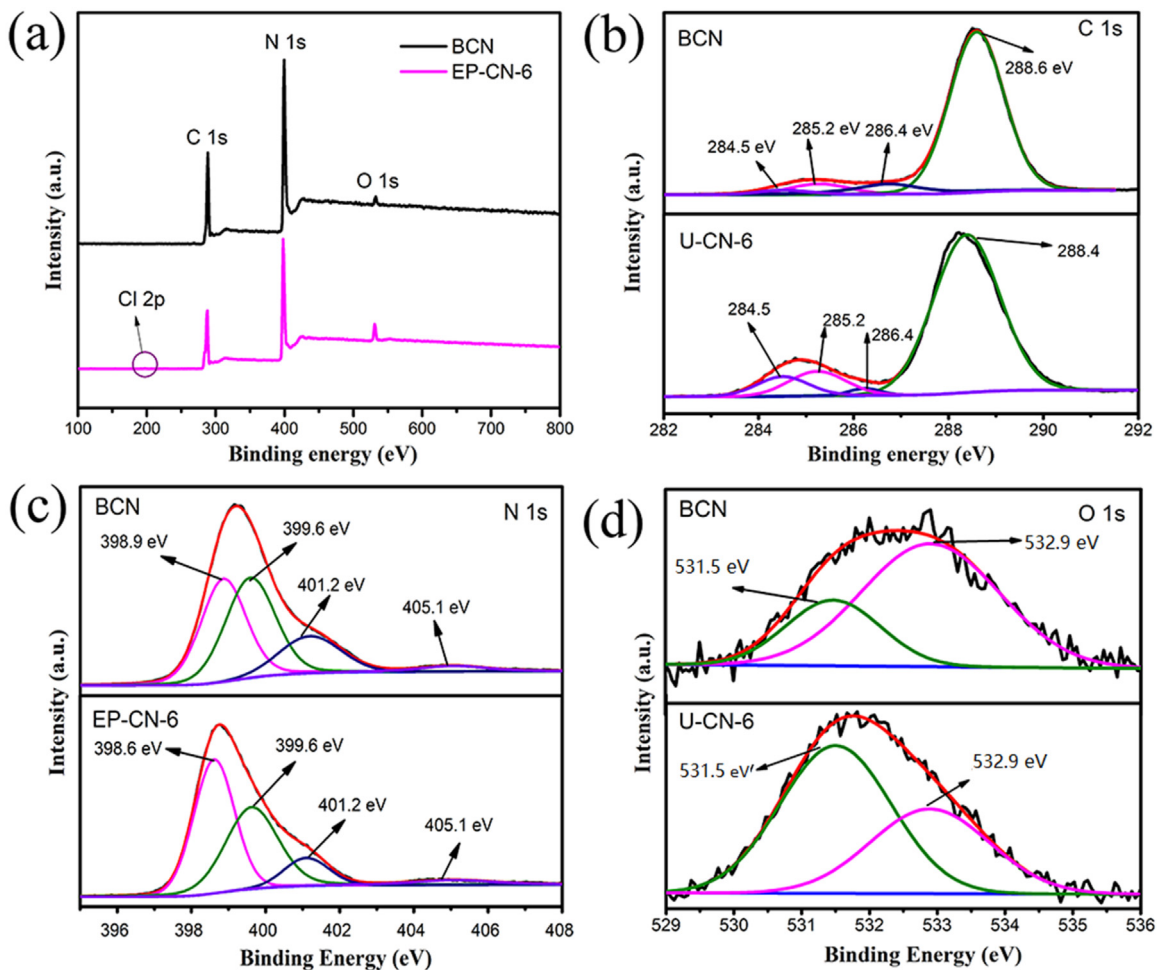 (a)
N 1s
BCN
EP-CN-6
C 1s
O 1s
Cl 2p
Intensity (a.u.)
100 200 300 400 500 600 700 800
Binding energy (eV)
(b)
BCN
C 1s
288.6 eV
285.2 eV
286.4 eV
284.5 eV
U-CN-6
288.4
284.5
285.2
286.4
Intensity (a.u.)
282 284 286 288 290 292
Binding energy (eV)
(c)
BCN
N 1s
398.9 eV
399.6 eV
401.2 eV
405.1 eV
EP-CN-6
398.6 eV
399.6 eV
401.2 eV
405.1 eV
Intensity (a.u.)
396 398 400 402 404 406 408
Binding Energy (eV)
(d)
BCN
O 1s
532.9 eV
531.5 eV
U-CN-6
531.5 eV'
532.9 eV
Intensity (a.u.)
529 530 531 532 533 534 535 536
Binding Energy (eV)